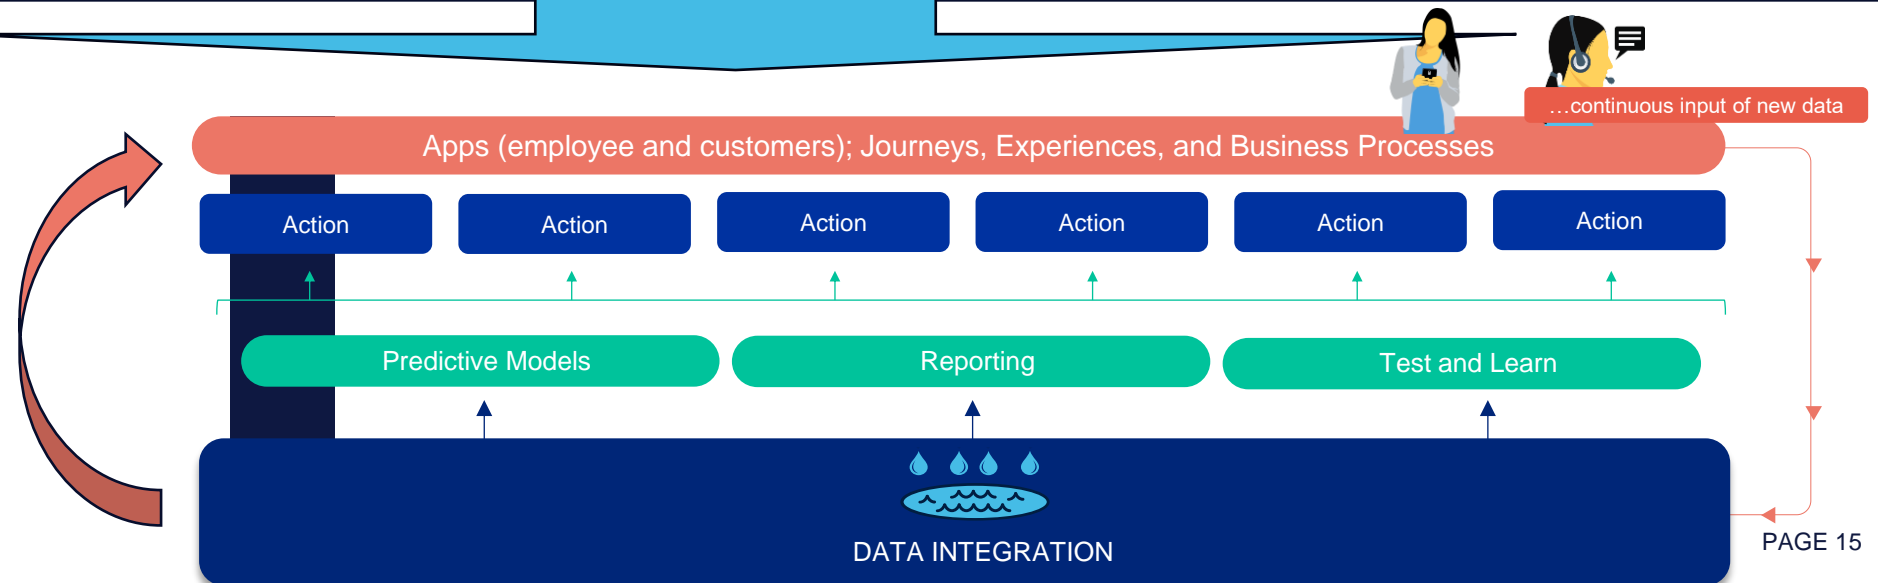 …continuous input of new data
Apps (employee and customers); Journeys, Experiences, and Business Processes
Action
Action
Action
Action
Action
Action
Predictive Models
Reporting
Test and Learn
DATA INTEGRATION
PAGE 15